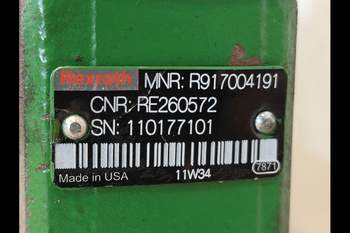 Rexroth MNR: R917004191
CNR: RE260572
SN: 110177101
7871
Made in USA 11W34